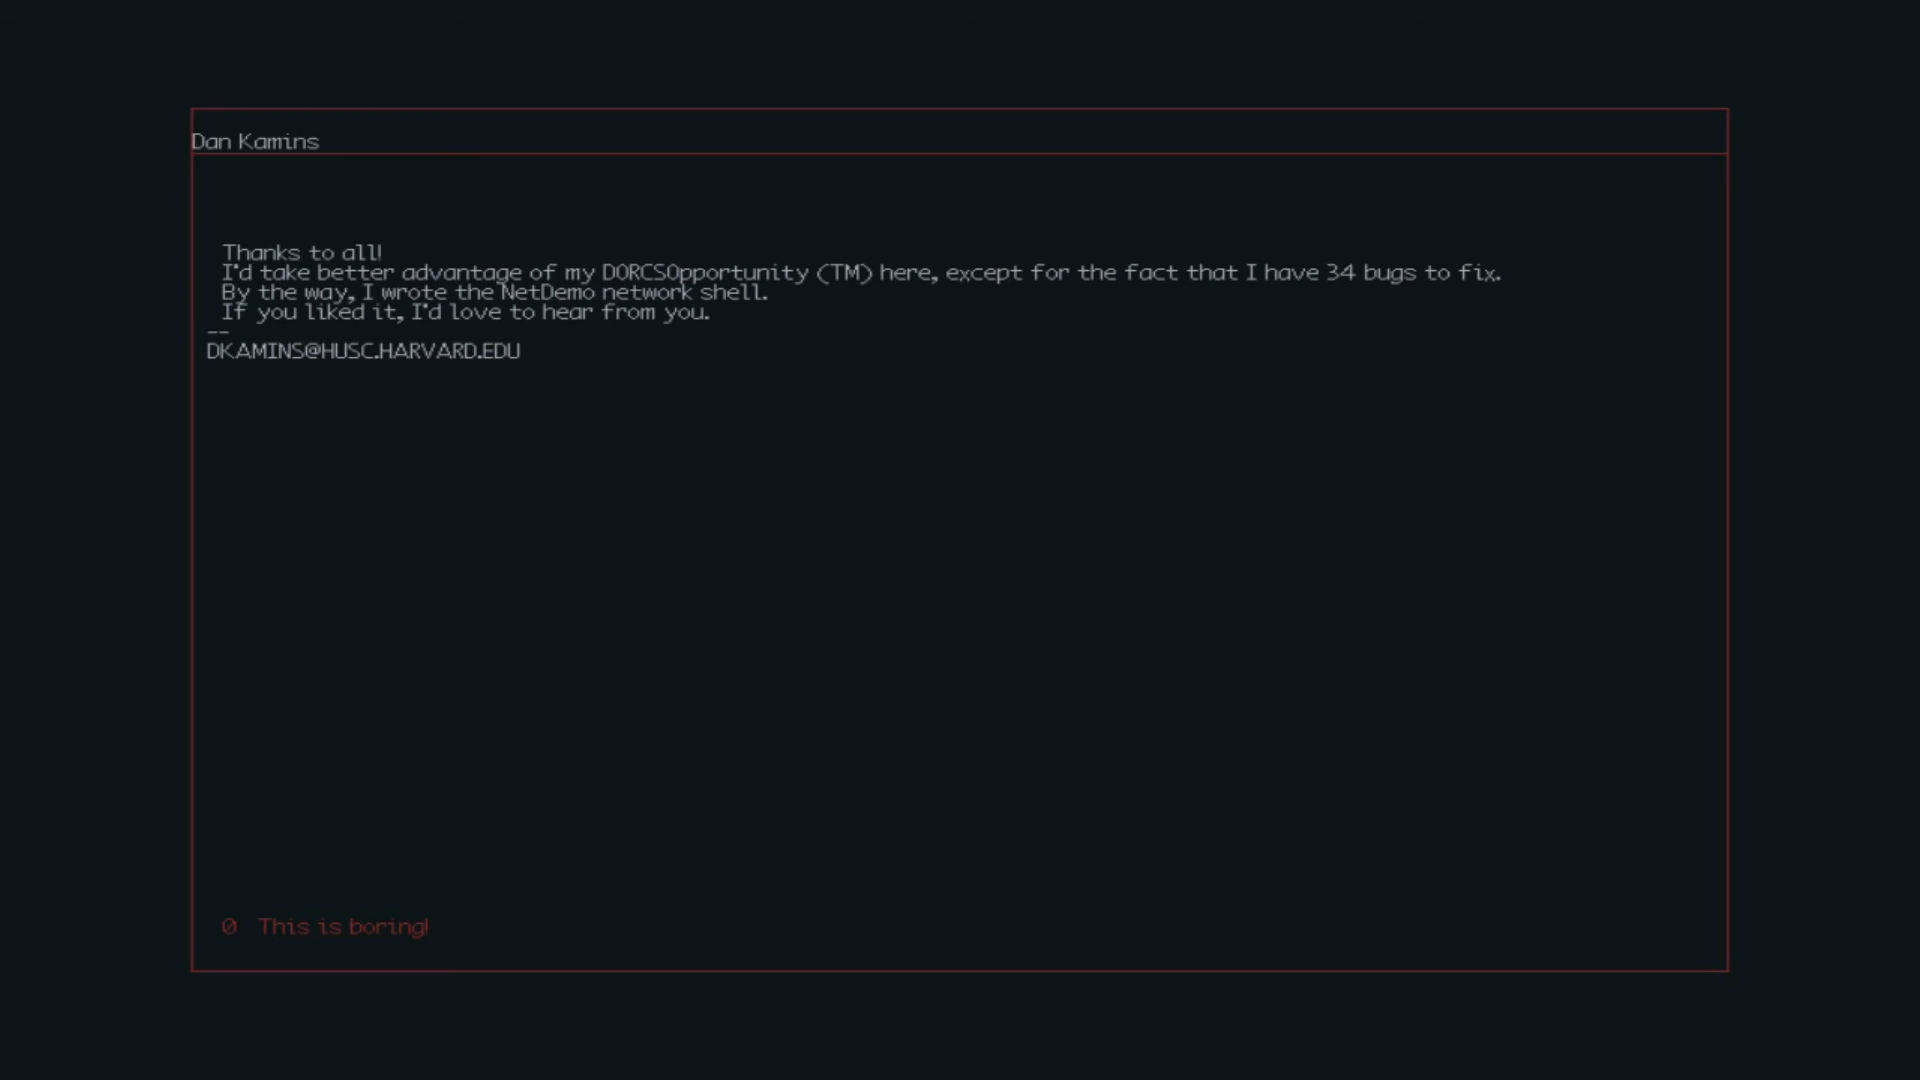 Dan Kamins
Thanks to all!
I'd take better advantage of my DORCSOpportunity (TM) here, except for the fact that I have 34 bugs to fix.
By the way, I wrote the NetDemo network shell.
If you liked it, I'd love to hear from you.
--
DKAMINS@HUSC.HARVARD.EDU
0 This is boring!